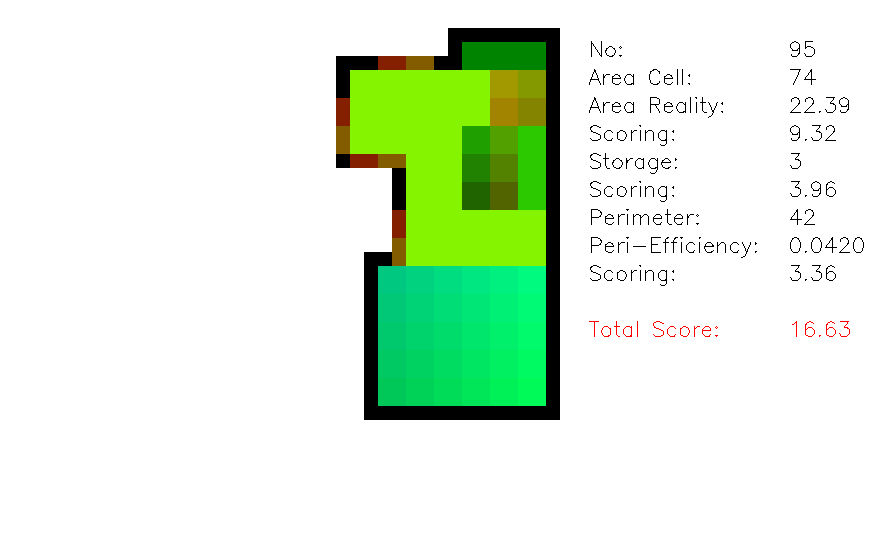 No: 95
Area Cell: 74
Area Reality: 22.39
Scoring: 9.32
Storage: 3
Scoring: 3.96
Perimeter: 42
Peri-Efficiency: 0.0420
Scoring: 3.36
Total Score: 16.63